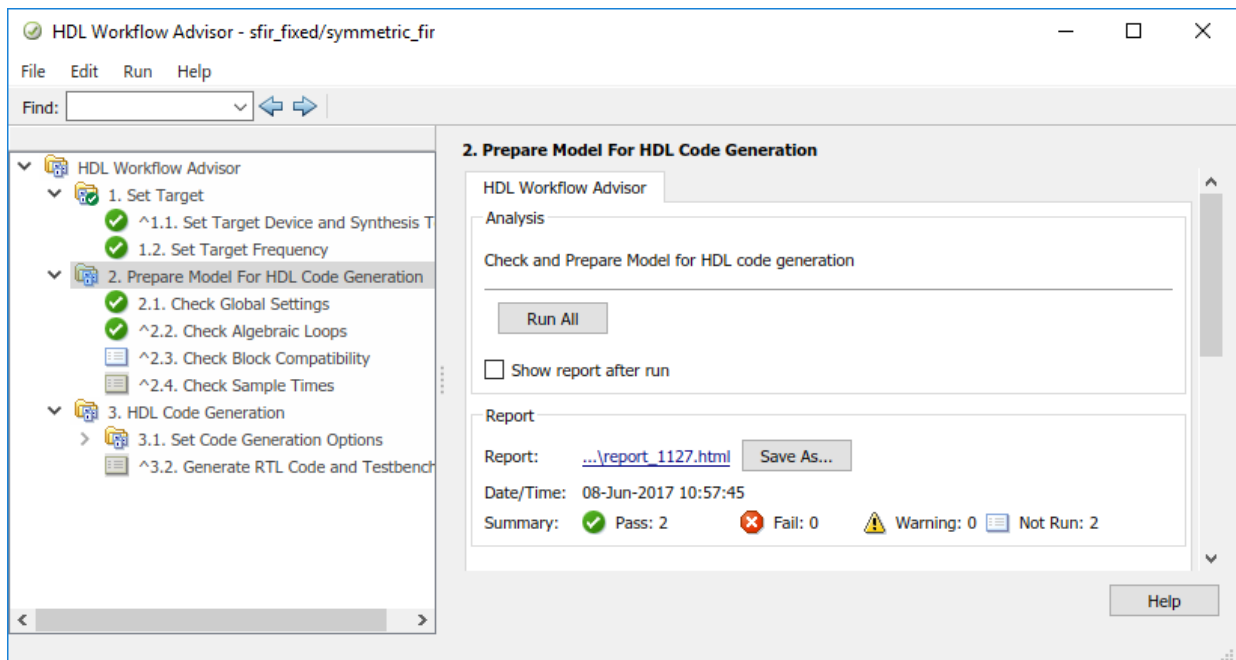 HDL Workflow Advisor - sfir_fixed/symmetric_fir
File Edit Run Help
Find:
HDL Workflow Advisor
1. Set Target
^1.1. Set Target Device and Synthesis T
1.2. Set Target Frequency
2. Prepare Model For HDL Code Generation
2.1. Check Global Settings
^2.2. Check Algebraic Loops
^2.3. Check Block Compatibility
^2.4. Check Sample Times
3. HDL Code Generation
3.1. Set Code Generation Options
^3.2. Generate RTL Code and Testbench
2. Prepare Model For HDL Code Generation
HDL Workflow Advisor
Analysis
Check and Prepare Model for HDL code generation
Run All
Show report after run
Report
Report: ...\report_1127.html Save As...
Date/Time: 08-Jun-2017 10:57:45
Summary: Pass: 2 Fail: 0 Warning: 0 Not Run: 2
Help